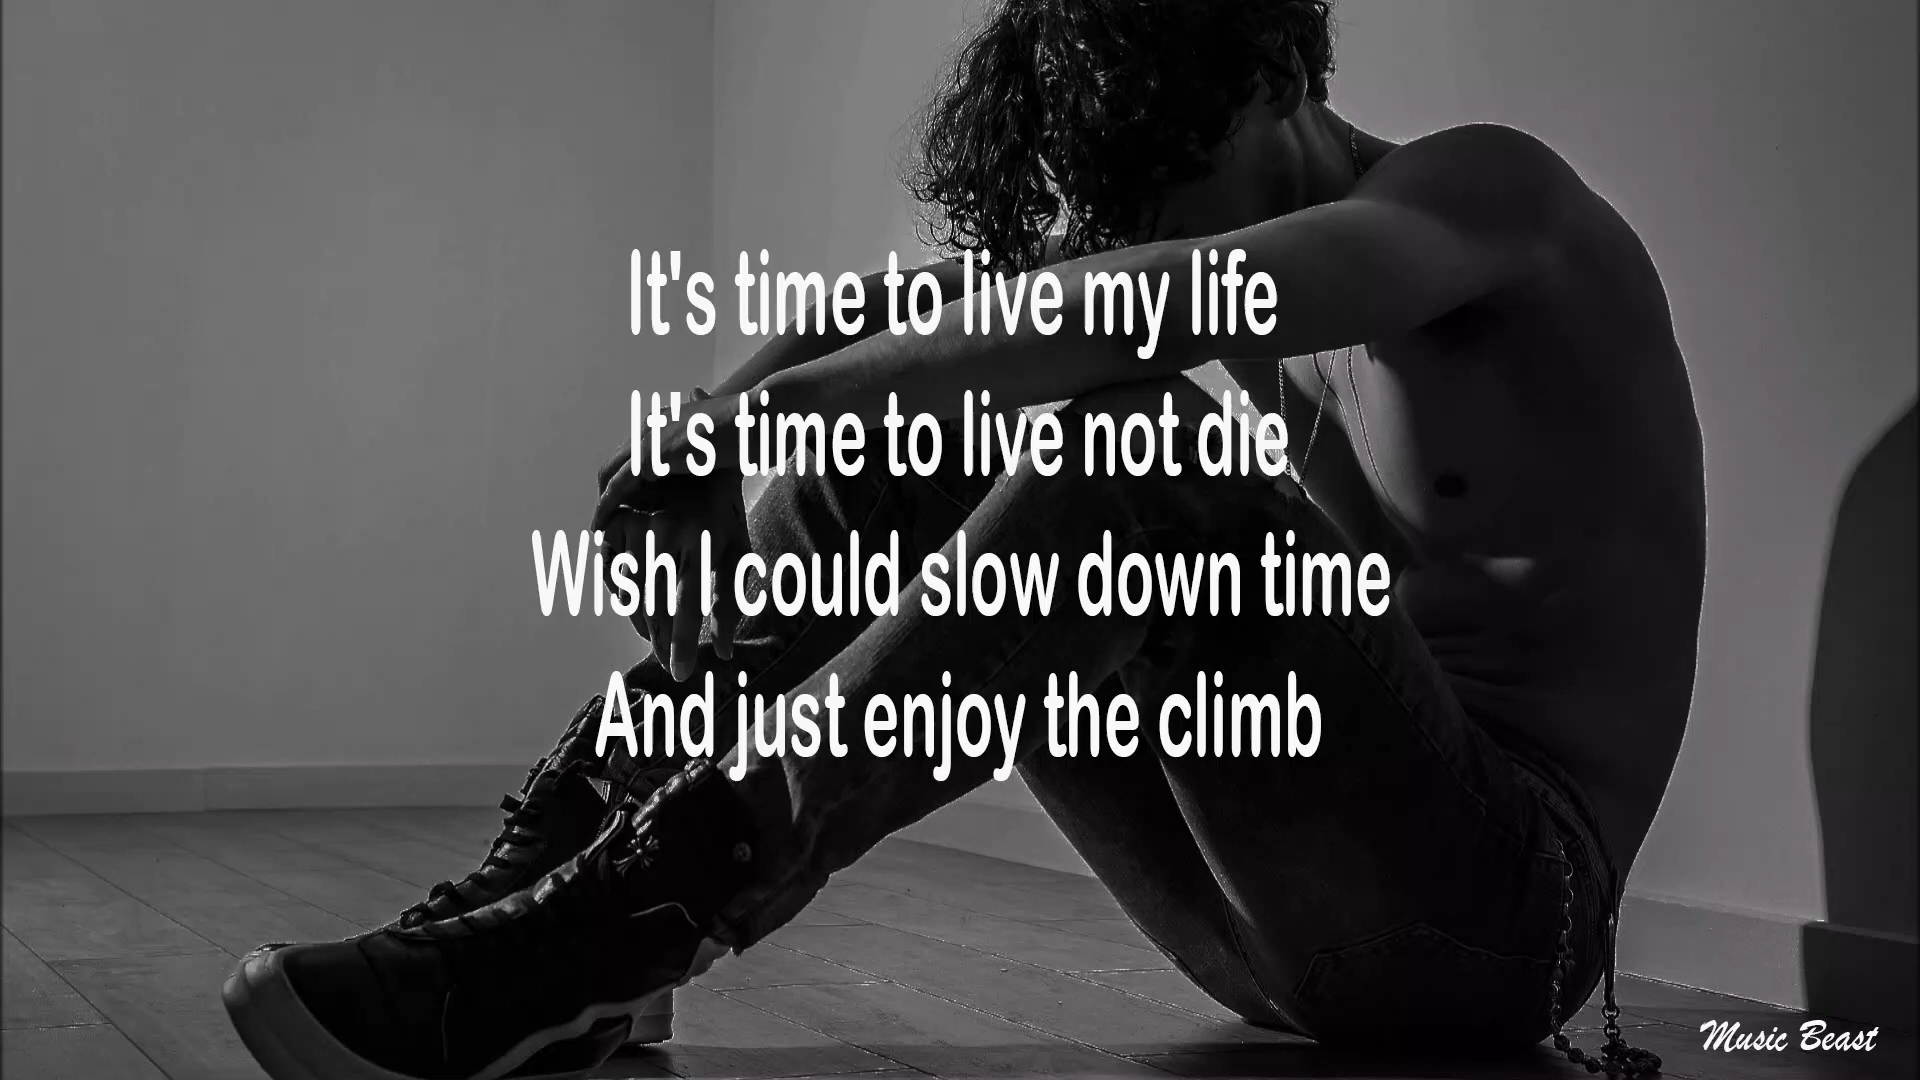 It's time to live my life
It's time to live not die
Wish I could slow down time
And just enjoy the climb
Music Beast